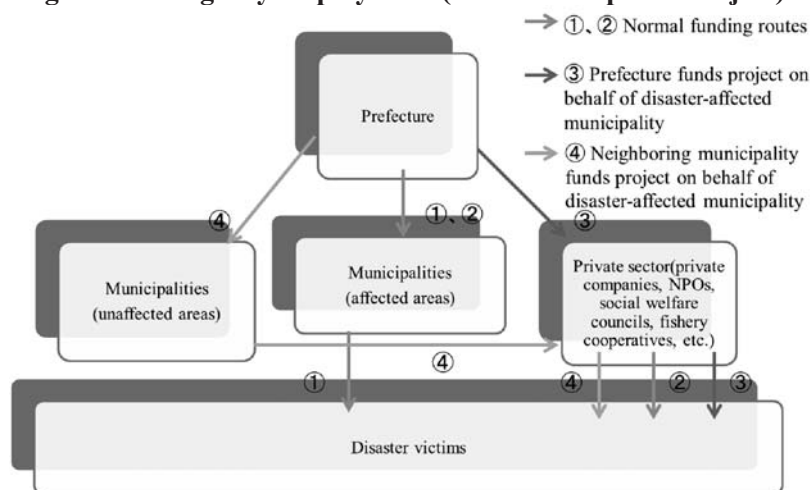 ①、② Normal funding routes
③ Prefecture funds project on
behalf of disaster-affected
municipality
④ Neighboring municipality
funds project on behalf of
disaster-affected municipality
Prefecture
④
①、②
③
Municipalities
(unaffected areas)
Municipalities
(affected areas)
Private sector(private
companies, NPOs,
social welfare
councils, fishery
cooperatives, etc.)
④
①
④
②
③
Disaster victims